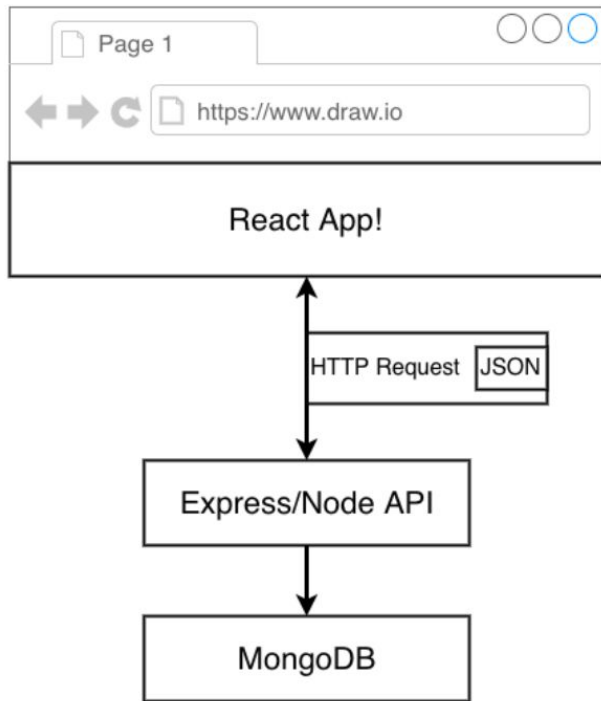 Page 1
https://www.draw.io
React App!
HTTP Request JSON
Express/Node API
MongoDB